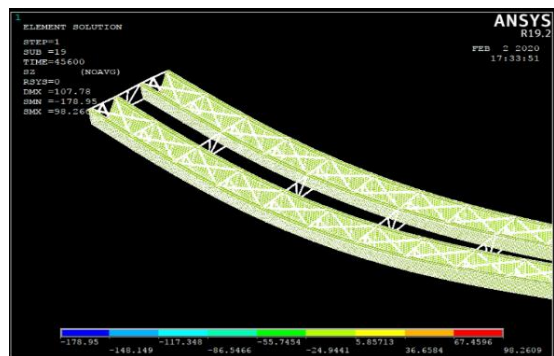 1
ELEMENT SOLUTION
STEP=1
SUB =19
TIME=45600
SZ (NOAVG)
RSYS=0
DMX =107.78
SMN =-178.95
SMX =98.2609
ANSYS
R19.2
FEB 2 2020
17:33:51
-178.95 -117.348 -55.7454 5.85713 67.4596
-148.149 -86.5466 -24.9441 36.6584 98.2609